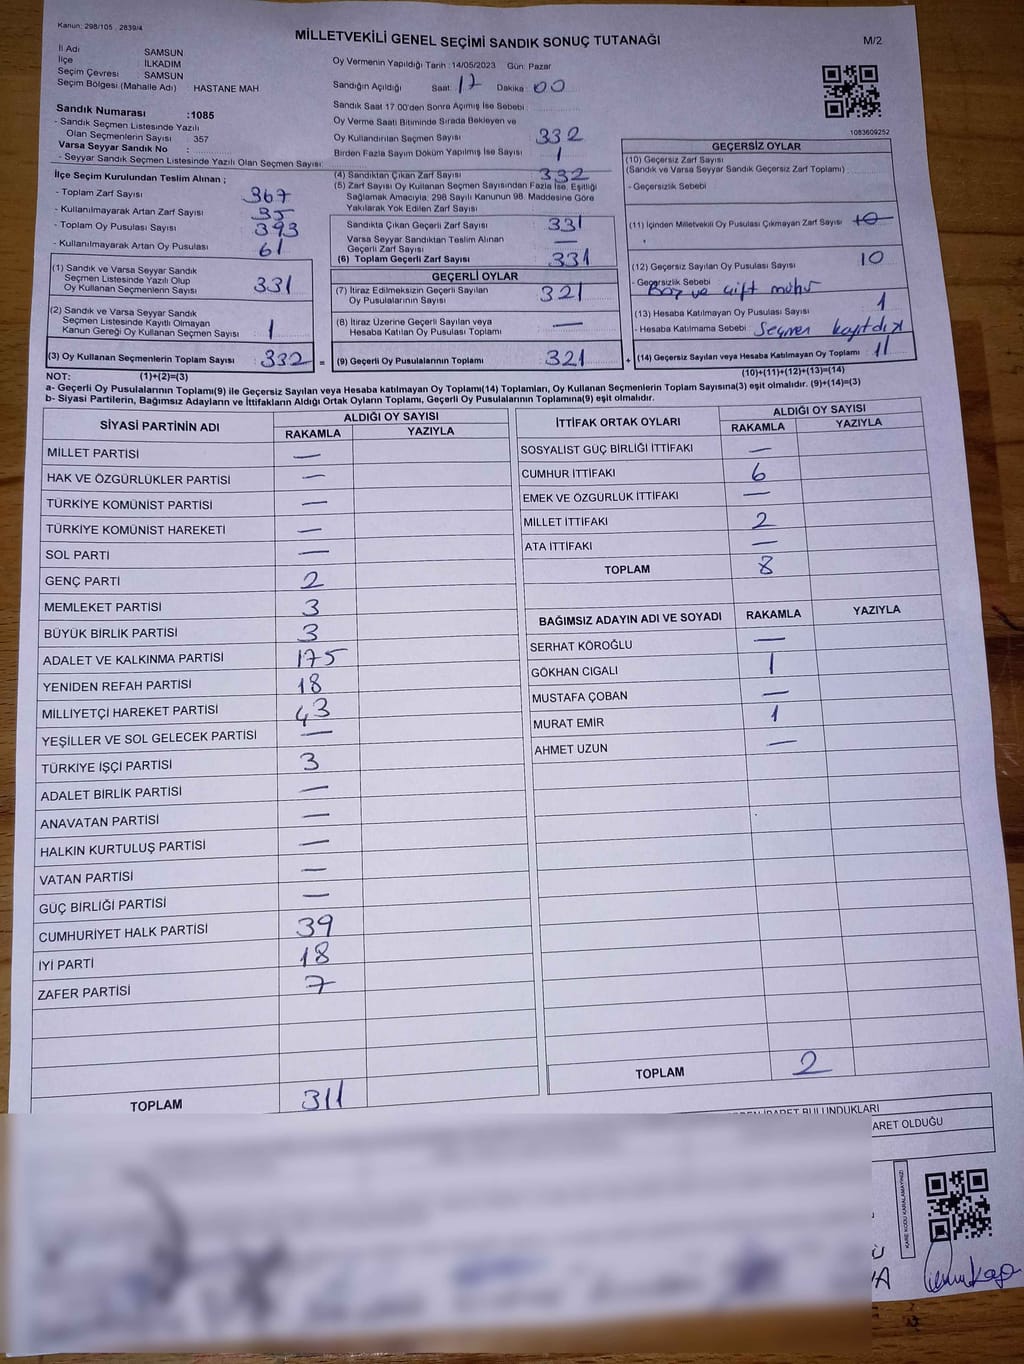 Kanun: 298/105 . 2839/4
MİLLETVEKİLİ GENEL SEÇİMİ SANDIK SONUÇ TUTANAĞI
M/2
İl Adı SAMSUN
İlçe İLKADIM
Seçim Çevresi SAMSUN
Seçim Bölgesi (Mahalle Adı) HASTANE MAH
Sandık Numarası :1085
- Sandık Seçmen Listesinde Yazılı
Olan Seçmenlerin Sayısı : 357
Varsa Seyyar Sandık No :
- Seyyar Sandık Seçmen Listesinde Yazılı Olan Seçmen Sayısı:
Oy Vermenin Yapıldığı Tarih :14/05/2023 Gün: Pazar
Sandığın Açıldığı Saat: 17 Dakika: 00
Sandık Saat 17.00'den Sonra Açılmış İse Sebebi:
Oy Verme Saati Bitiminde Sırada Bekleyen ve
Oy Kullandırılan Seçmen Sayısı 332
Birden Fazla Sayım Döküm Yapılmış İse Sayısı 1
(4) Sandıktan Çıkan Zarf Sayısı 332
(5) Zarf Sayısı Oy Kullanan Seçmen Sayısından Fazla İse, Eşitliği
Sağlamak Amacıyla, 298 Sayılı Kanunun 98. Maddesine Göre
Yakılarak Yok Edilen Zarf Sayısı
1083609252
İlçe Seçim Kurulundan Teslim Alınan ;
- Toplam Zarf Sayısı 367
- Kullanılmayarak Artan Zarf Sayısı 35
- Toplam Oy Pusulası Sayısı 393
- Kullanılmayarak Artan Oy Pusulası 61
(1) Sandık ve Varsa Seyyar Sandık
Seçmen Listesinde Yazılı Olup
Oy Kullanan Seçmenlerin Sayısı 331
(2) Sandık ve Varsa Seyyar Sandık
Seçmen Listesinde Kayıtlı Olmayan
Kanun Gereği Oy Kullanan Seçmen Sayısı 1
(3) Oy Kullanan Seçmenlerin Toplam Sayısı 332 =
Sandıkta Çıkan Geçerli Zarf Sayısı 331
Varsa Seyyar Sandıktan Teslim Alınan
Geçerli Zarf Sayısı —
(6) Toplam Geçerli Zarf Sayısı 331
GEÇERLİ OYLAR
(7) İtiraz Edilmeksizin Geçerli Sayılan
Oy Pusulalarının Sayısı 321
(8) İtiraz Üzerine Geçerli Sayılan veya
Hesaba Katılan Oy Pusulası Toplamı —
(9) Geçerli Oy Pusulalarının Toplamı 321 +
GEÇERSİZ OYLAR
(10) Geçersiz Zarf Sayısı
(Sandık ve Varsa Seyyar Sandık Geçersiz Zarf Toplamı)
- Geçersizlik Sebebi
(11) İçinden Milletvekili Oy Pusulası Çıkmayan Zarf Sayısı 10
(12) Geçersiz Sayılan Oy Pusulası Sayısı 10
- Geçersizlik Sebebi Boş ve çift mühür
(13) Hesaba Katılmayan Oy Pusulası Sayısı 1
- Hesaba Katılmama Sebebi Seçmen
(14) Geçersiz Sayılan veya Hesaba Katılmayan Oy Toplamı 11
NOT: (1)+(2)=(3)
(10)+(11)+(12)+(13)=(14)
a- Geçerli Oy Pusulalarının Toplamı(9) ile Geçersiz Sayılan veya Hesaba katılmayan Oy Toplamı(14) Toplamları, Oy Kullanan Seçmenlerin Toplam Sayısına(3) eşit olmalıdır. (9)+(14)=(3)
b- Siyasi Partilerin, Bağımsız Adayların ve İttifakların Aldığı Ortak Oyların Toplamı, Geçerli Oy Pusulalarının Toplamına(9) eşit olmalıdır.
SİYASİ PARTİNİN ADI ALDIĞI OY SAYISI
RAKAMLA YAZIYLA
MİLLET PARTİSİ —
HAK VE ÖZGÜRLÜKLER PARTİSİ —
TÜRKİYE KOMÜNİST PARTİSİ —
TÜRKİYE KOMÜNİST HAREKETİ —
SOL PARTİ —
GENÇ PARTİ 2
MEMLEKET PARTİSİ 3
BÜYÜK BİRLİK PARTİSİ 3
ADALET VE KALKINMA PARTİSİ 175
YENİDEN REFAH PARTİSİ 18
MİLLİYETÇİ HAREKET PARTİSİ 43
YEŞİLLER VE SOL GELECEK PARTİSİ —
TÜRKİYE İŞÇİ PARTİSİ 3
ADALET BİRLİK PARTİSİ —
ANAVATAN PARTİSİ —
HALKIN KURTULUŞ PARTİSİ —
VATAN PARTİSİ —
GÜÇ BİRLİĞİ PARTİSİ —
CUMHURİYET HALK PARTİSİ 39
İYİ PARTİ 18
ZAFER PARTİSİ 7
TOPLAM 311
İTTİFAK ORTAK OYLARI ALDIĞI OY SAYISI
RAKAMLA YAZIYLA
SOSYALİST GÜÇ BİRLİĞİ İTTİFAKI —
CUMHUR İTTİFAKI 6
EMEK VE ÖZGÜRLÜK İTTİFAKI —
MİLLET İTTİFAKI 2
ATA İTTİFAKI —
TOPLAM 8
BAĞIMSIZ ADAYIN ADI VE SOYADI RAKAMLA YAZIYLA
SERHAT KÖROĞLU —
GÖKHAN CIGALI 1
MUSTAFA ÇOBAN —
MURAT EMİR 1
AHMET UZUN —
TOPLAM 2
BULUNDUKLARI
ARET OLDUĞU
KARE KODU KARALAMAYINIZ!